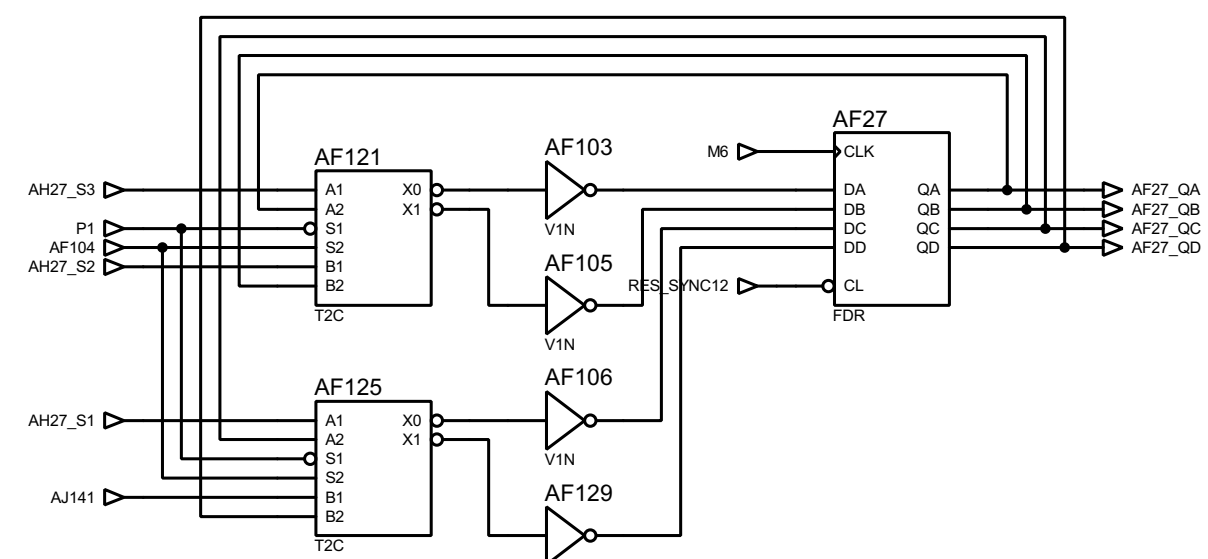 AF27
AF121
AF103
M6
CLK
AH27_S3
A1
X0
DA
QA
AF27_QA
A2
X1
DB
QB
AF27_QB
P1
S1
V1N
DC
QC
AF27_QC
AF104
S2
DD
QD
AF27_QD
AH27_S2
B1
AF105
B2
RES_SYNC12
CL
T2C
FDR
V1N
AF125
AF106
AH27_S1
A1
X0
A2
X1
S1
V1N
S2
AF129
AJ141
B1
B2
T2C